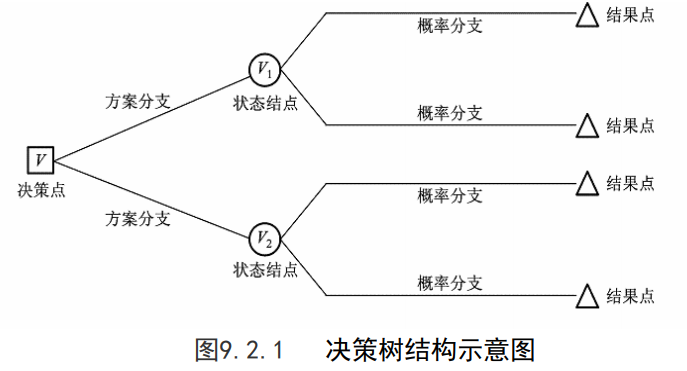 概率分支
结果点
V₁
方案分支
状态结点
概率分支
结果点
V
决策点
概率分支
结果点
方案分支
V₂
状态结点
概率分支
结果点
图9.2.1 决策树结构示意图